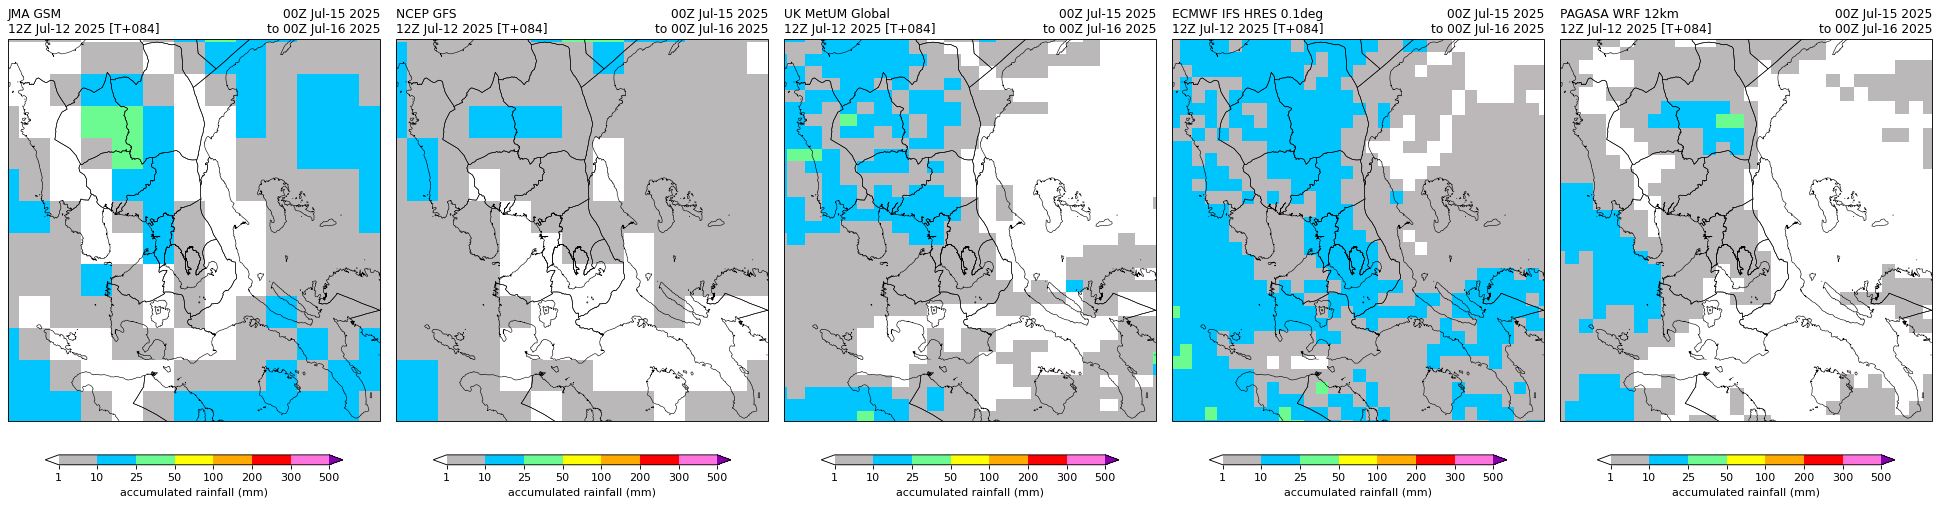 JMA GSM 00Z Jul-15 2025
12Z Jul-12 2025 [T+084] to 00Z Jul-16 2025
1 10 25 50 100 200 300 500
accumulated rainfall (mm)
NCEP GFS 00Z Jul-15 2025
12Z Jul-12 2025 [T+084] to 00Z Jul-16 2025
1 10 25 50 100 200 300 500
accumulated rainfall (mm)
UK MetUM Global 00Z Jul-15 2025
12Z Jul-12 2025 [T+084] to 00Z Jul-16 2025
1 10 25 50 100 200 300 500
accumulated rainfall (mm)
ECMWF IFS HRES 0.1deg 00Z Jul-15 2025
12Z Jul-12 2025 [T+084] to 00Z Jul-16 2025
1 10 25 50 100 200 300 500
accumulated rainfall (mm)
PAGASA WRF 12km 00Z Jul-15 2025
12Z Jul-12 2025 [T+084] to 00Z Jul-16 2025
1 10 25 50 100 200 300 500
accumulated rainfall (mm)